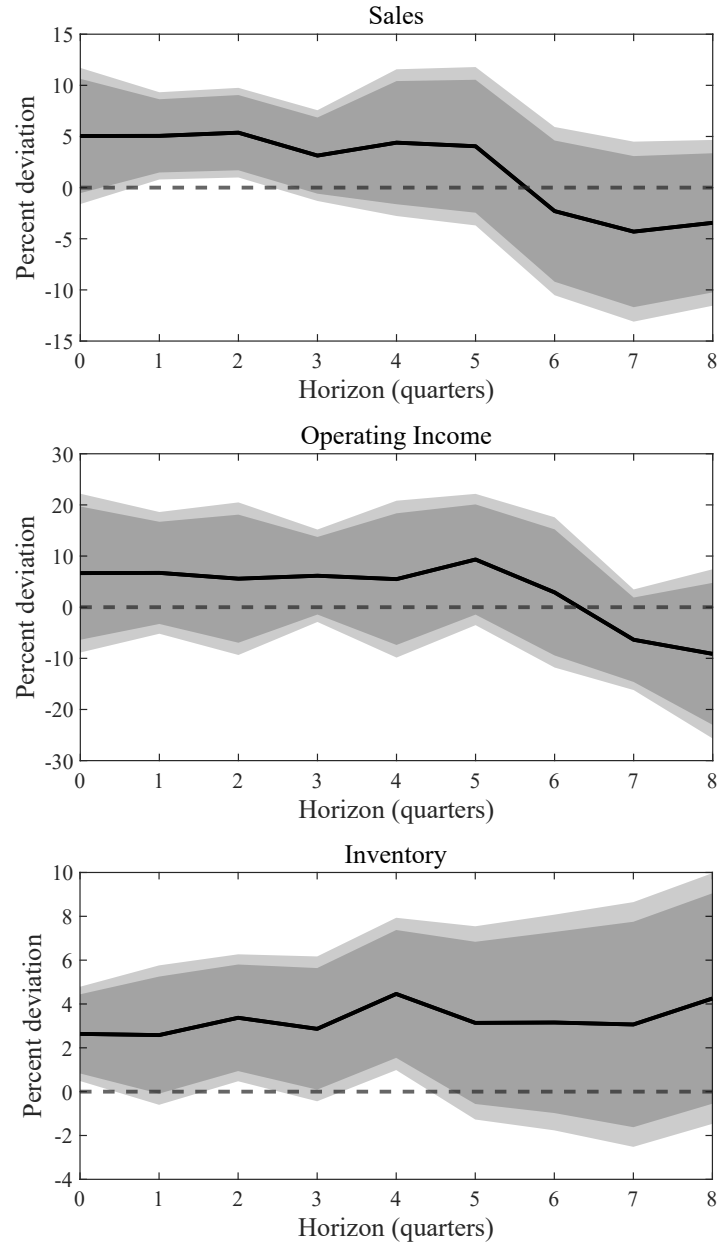 Sales
15
10
5
0
-5
-10
-15
Percent deviation
0 1 2 3 4 5 6 7 8
Horizon (quarters)
Operating Income
30
20
10
0
-10
-20
-30
Percent deviation
0 1 2 3 4 5 6 7 8
Horizon (quarters)
Inventory
10
8
6
4
2
0
-2
-4
Percent deviation
0 1 2 3 4 5 6 7 8
Horizon (quarters)